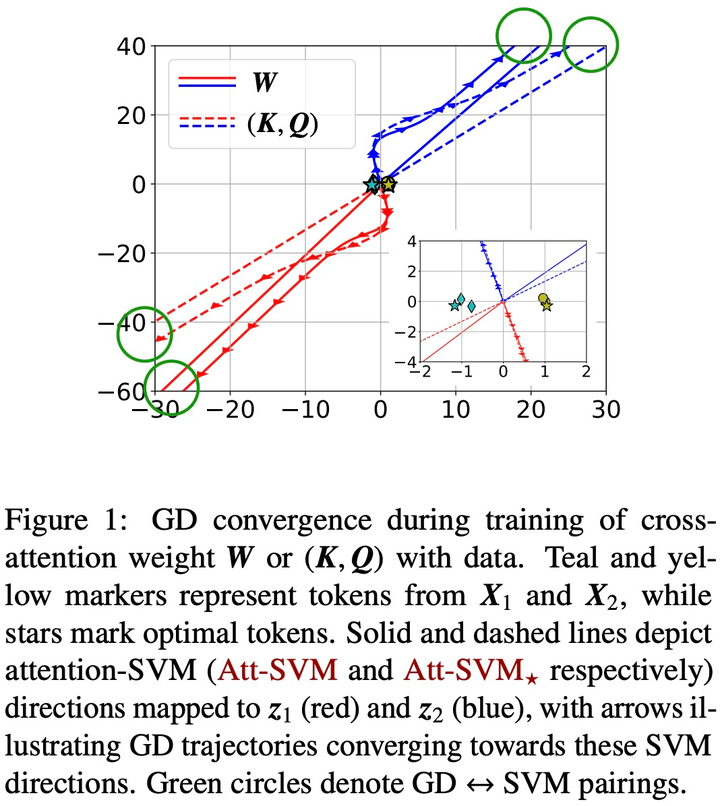 40
W
(K, Q)
20
0
−20
−40
−60
4
2
0
−2
−4
−2 −1 0 1 2
−30 −20 −10 0 10 20 30
Figure 1: GD convergence during training of cross-
attention weight W or (K, Q) with data. Teal and yel-
low markers represent tokens from X₁ and X₂, while
stars mark optimal tokens. Solid and dashed lines depict
attention-SVM (Att-SVM and Att-SVM⋆ respectively)
directions mapped to z₁ (red) and z₂ (blue), with arrows il-
lustrating GD trajectories converging towards these SVM
directions. Green circles denote GD ↔ SVM pairings.